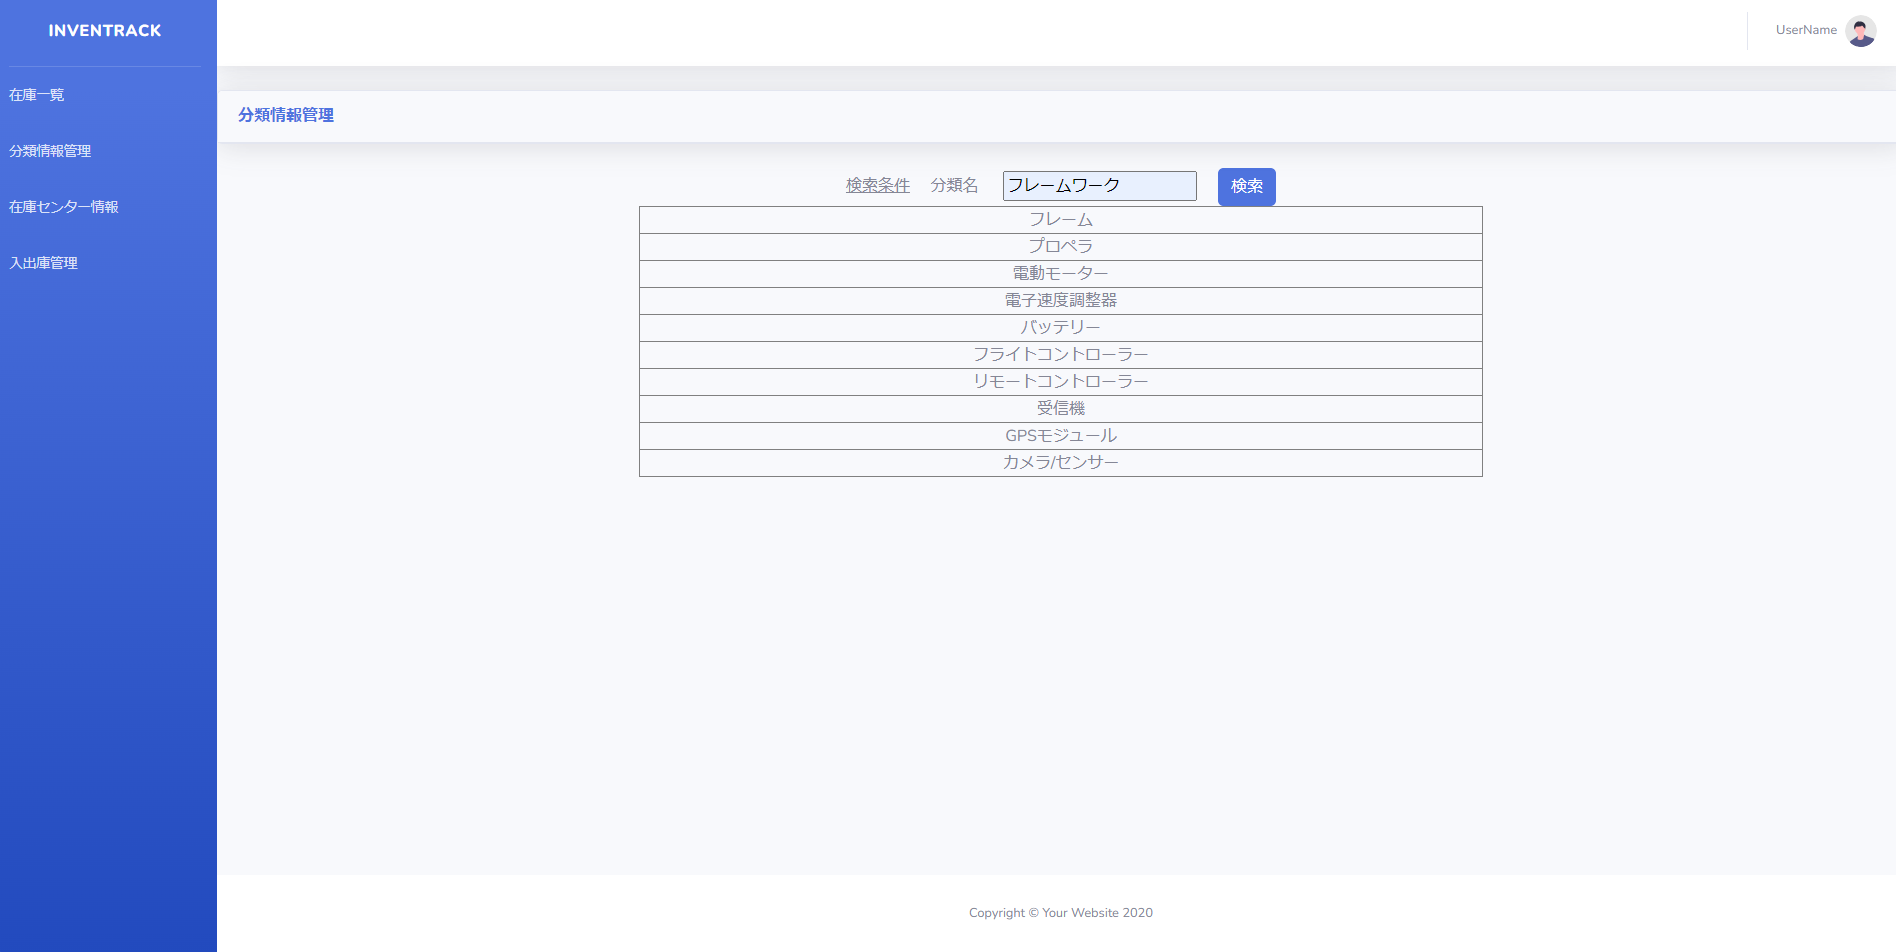 INVENTRACK
UserName
在庫一覧
分類情報管理
在庫センター情報
入出庫管理
分類情報管理
検索条件 分類名 フレームワーク 検索
フレーム
プロペラ
電動モーター
電子速度調整器
バッテリー
フライトコントローラー
リモートコントローラー
受信機
GPSモジュール
カメラ/センサー
Copyright © Your Website 2020